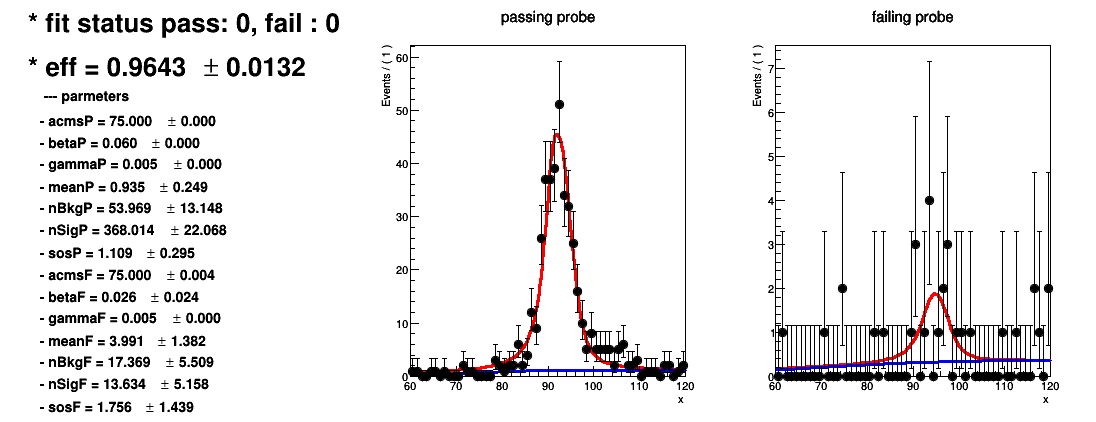 * fit status pass: 0, fail : 0
* eff = 0.9643 ± 0.0132
--- parmeters
- acmsP = 75.000 ± 0.000
- betaP = 0.060 ± 0.000
- gammaP = 0.005 ± 0.000
- meanP = 0.935 ± 0.249
- nBkgP = 53.969 ± 13.148
- nSigP = 368.014 ± 22.068
- sosP = 1.109 ± 0.295
- acmsF = 75.000 ± 0.004
- betaF = 0.026 ± 0.024
- gammaF = 0.005 ± 0.000
- meanF = 3.991 ± 1.382
- nBkgF = 17.369 ± 5.509
- nSigF = 13.634 ± 5.158
- sosF = 1.756 ± 1.439
passing probe
Events / ( 1 )
60
50
40
30
20
10
0
60 70 80 90 100 110 120
x
failing probe
Events / ( 1 )
7
6
5
4
3
2
1
0
60 70 80 90 100 110 120
x